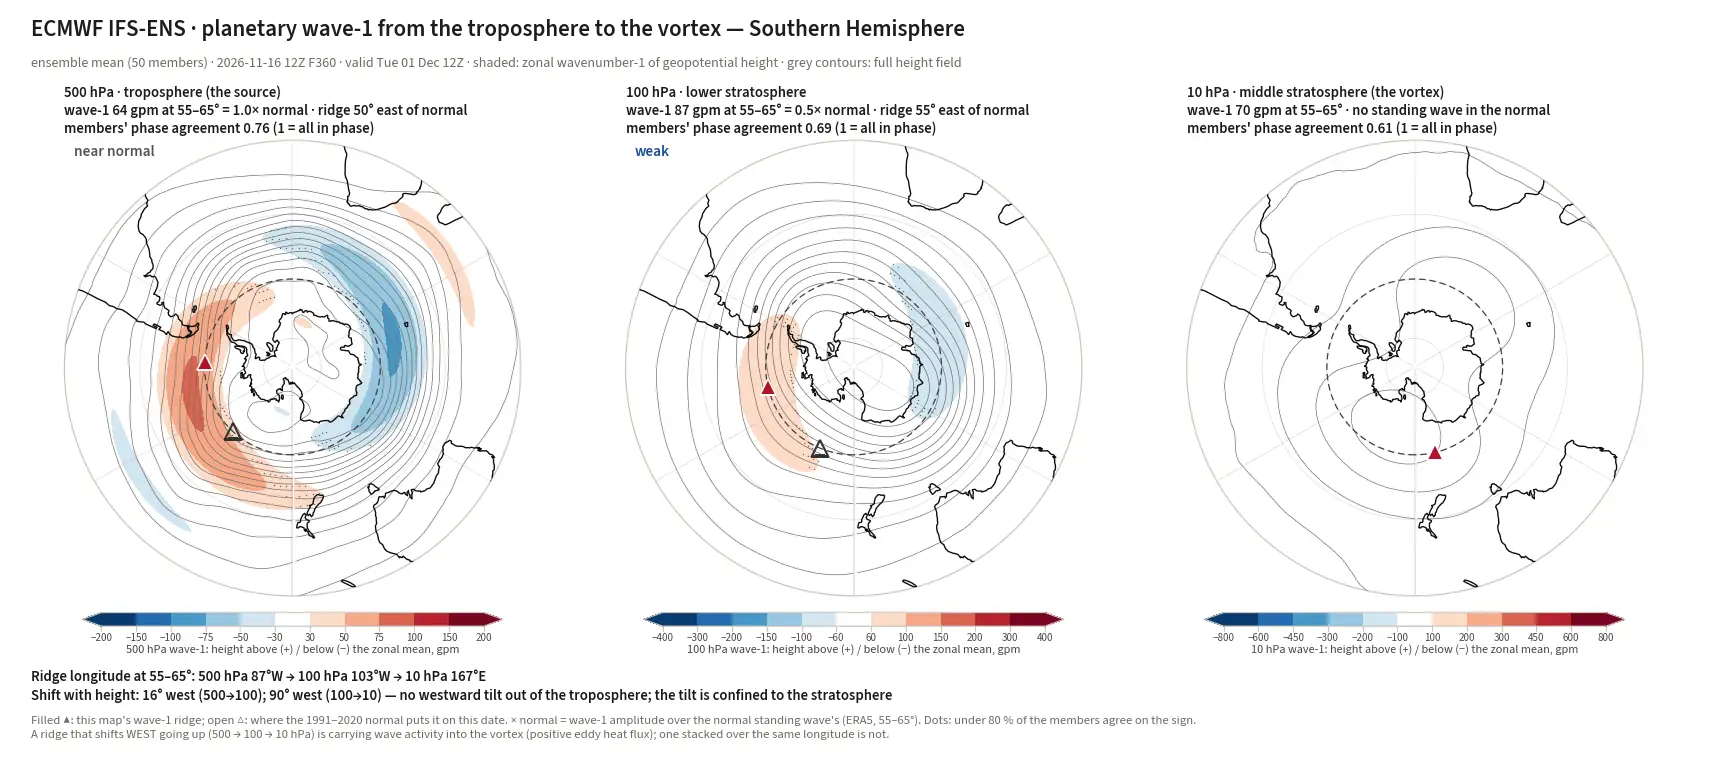 ECMWF IFS-ENS · planetary wave-1 from the troposphere to the vortex — Southern Hemisphere
ensemble mean (50 members) · 2026-11-16 12Z F360 · valid Tue 01 Dec 12Z · shaded: zonal wavenumber-1 of geopotential height · grey contours: full height field
500 hPa · troposphere (the source)
wave-1 64 gpm at 55–65° = 1.0× normal · ridge 50° east of normal
members' phase agreement 0.76 (1 = all in phase)
near normal
100 hPa · lower stratosphere
wave-1 87 gpm at 55–65° = 0.5× normal · ridge 55° east of normal
members' phase agreement 0.69 (1 = all in phase)
weak
10 hPa · middle stratosphere (the vortex)
wave-1 70 gpm at 55–65° · no standing wave in the normal
members' phase agreement 0.61 (1 = all in phase)
−200 −150 −100 −75 −50 −30 30 50 75 100 150 200
500 hPa wave-1: height above (+) / below (−) the zonal mean, gpm
−400 −300 −200 −150 −100 −60 60 100 150 200 300 400
100 hPa wave-1: height above (+) / below (−) the zonal mean, gpm
−800 −600 −450 −300 −200 −100 100 200 300 450 600 800
10 hPa wave-1: height above (+) / below (−) the zonal mean, gpm
Ridge longitude at 55–65°: 500 hPa 87°W → 100 hPa 103°W → 10 hPa 167°E
Shift with height: 16° west (500→100); 90° west (100→10) — no westward tilt out of the troposphere; the tilt is confined to the stratosphere
Filled ▲: this map's wave-1 ridge; open △: where the 1991–2020 normal puts it on this date. × normal = wave-1 amplitude over the normal standing wave's (ERA5, 55–65°). Dots: under 80 % of the members agree on the sign.
A ridge that shifts WEST going up (500 → 100 → 10 hPa) is carrying wave activity into the vortex (positive eddy heat flux); one stacked over the same longitude is not.